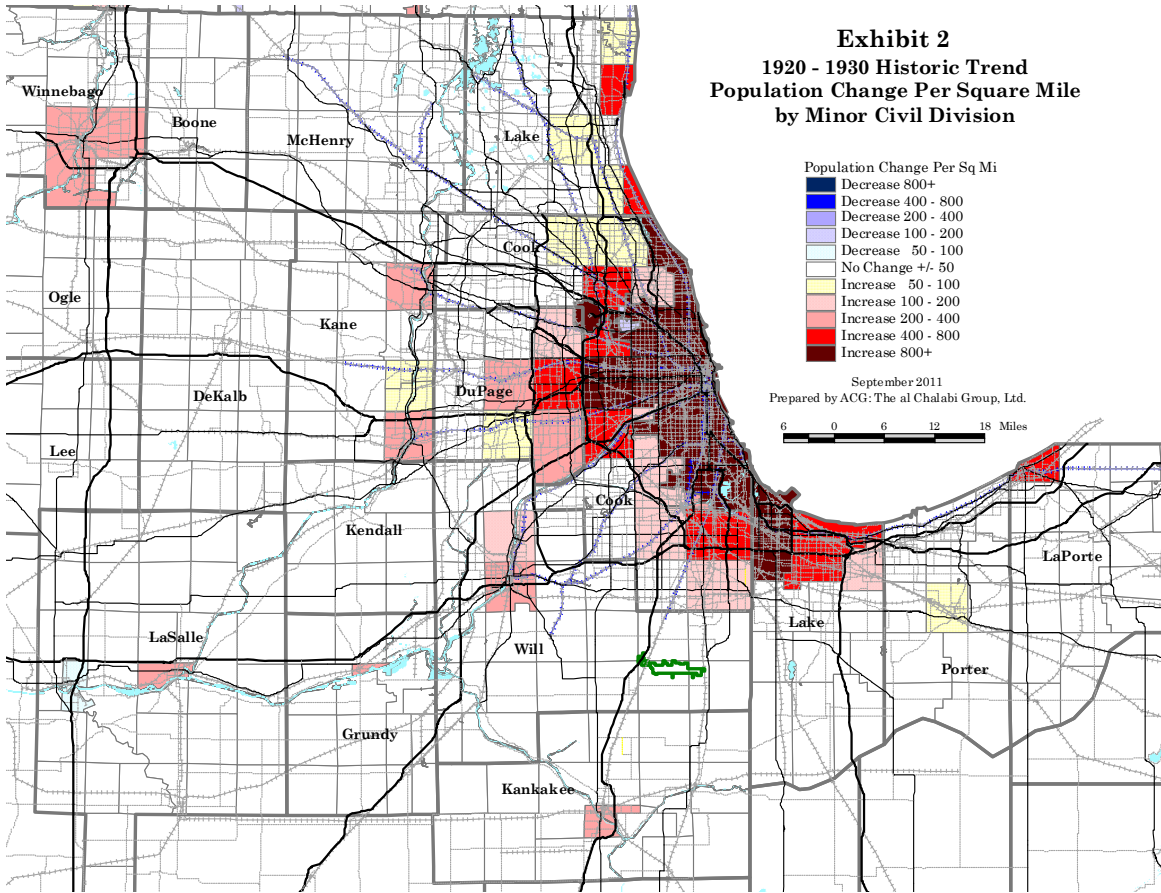 Exhibit 2
1920 - 1930 Historic Trend
Population Change Per Square Mile
by Minor Civil Division
Population Change Per Sq Mi
Decrease 800+
Decrease 400 - 800
Decrease 200 - 400
Decrease 100 - 200
Decrease 50 - 100
No Change +/- 50
Increase 50 - 100
Increase 100 - 200
Increase 200 - 400
Increase 400 - 800
Increase 800+
September 2011
Prepared by ACG: The al Chalabi Group, Ltd.
6 0 6 12 18 Miles
Winnebago
Boone
McHenry
Lake
Cook
Ogle
Kane
DeKalb
DuPage
Lee
Cook
Kendall
LaPorte
LaSalle
Lake
Will
Porter
Grundy
Kankakee